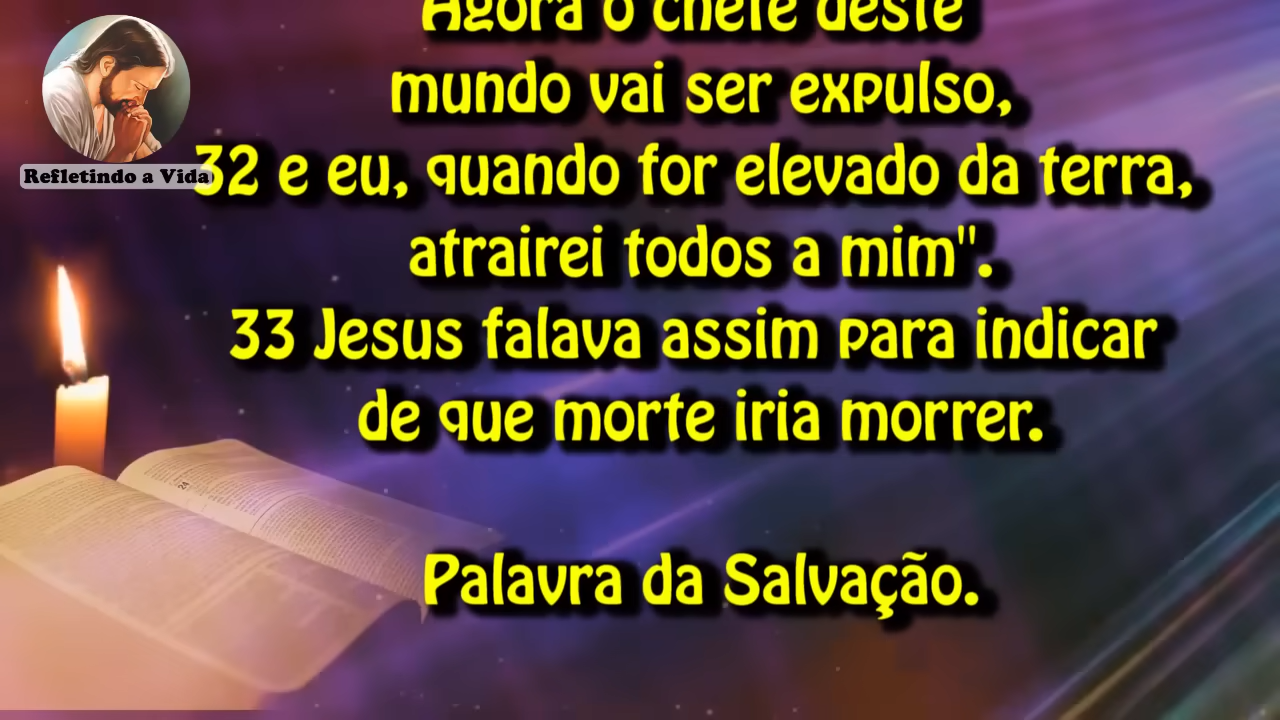 Agora o chefe deste
mundo vai ser expulso,
Refletindo a Vida
32 e eu, quando for elevado da terra,
atrairei todos a mim".
33 Jesus falava assim para indicar
de que morte iria morrer.
24
Palavra da Salvação.